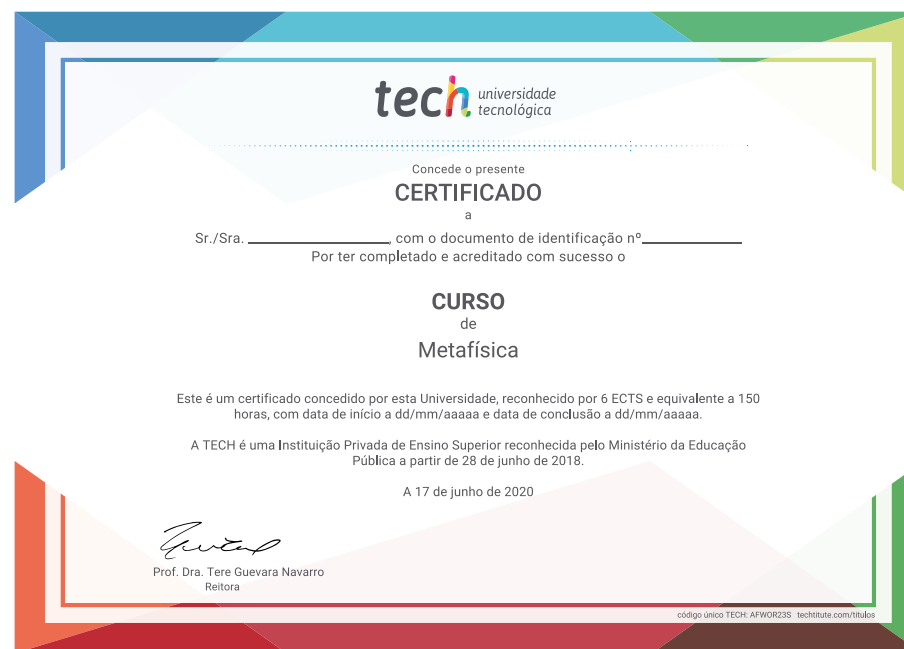 tech universidade
tecnológica
Concede o presente
CERTIFICADO
a
Sr./Sra. ______________, com o documento de identificação nº__________
Por ter completado e acreditado com sucesso o
CURSO
de
Metafísica
Este é um certificado concedido por esta Universidade, reconhecido por 6 ECTS e equivalente a 150
horas, com data de início a dd/mm/aaaaa e data de conclusão a dd/mm/aaaaa.
A TECH é uma Instituição Privada de Ensino Superior reconhecida pelo Ministério da Educação
Pública a partir de 28 de junho de 2018.
A 17 de junho de 2020
Prof. Dra. Tere Guevara Navarro
Reitora
código único TECH: AFWOR23S techtitute.com/titulos